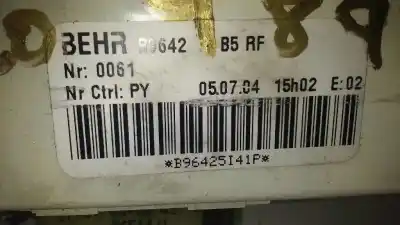 BEHR B9642 B5 RF
Nr: 0061
Nr Ctrl: PY 05.07.04 15h02 E:02
*B96425I41P*